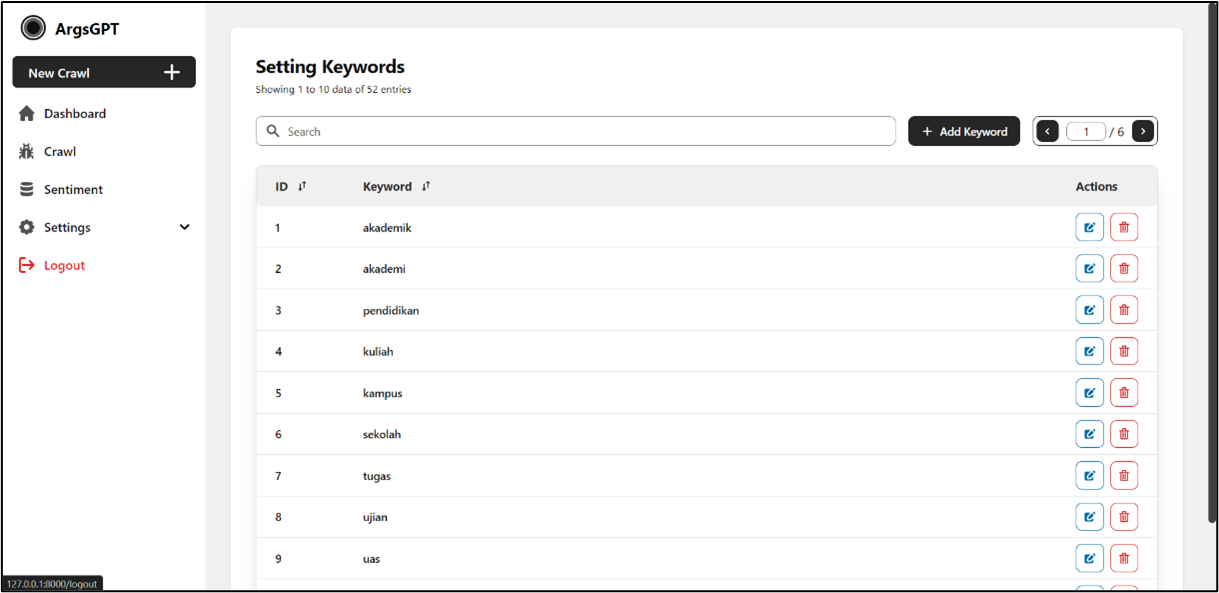 ArgsGPT
New Crawl
Dashboard
Crawl
Sentiment
Settings
Logout
Setting Keywords
Showing 1 to 10 data of 52 entries
Search
+ Add Keyword
1 / 6
ID Keyword Actions
1 akademik
2 akademi
3 pendidikan
4 kuliah
5 kampus
6 sekolah
7 tugas
8 ujian
9 uas
127.0.0.1:8000/logout